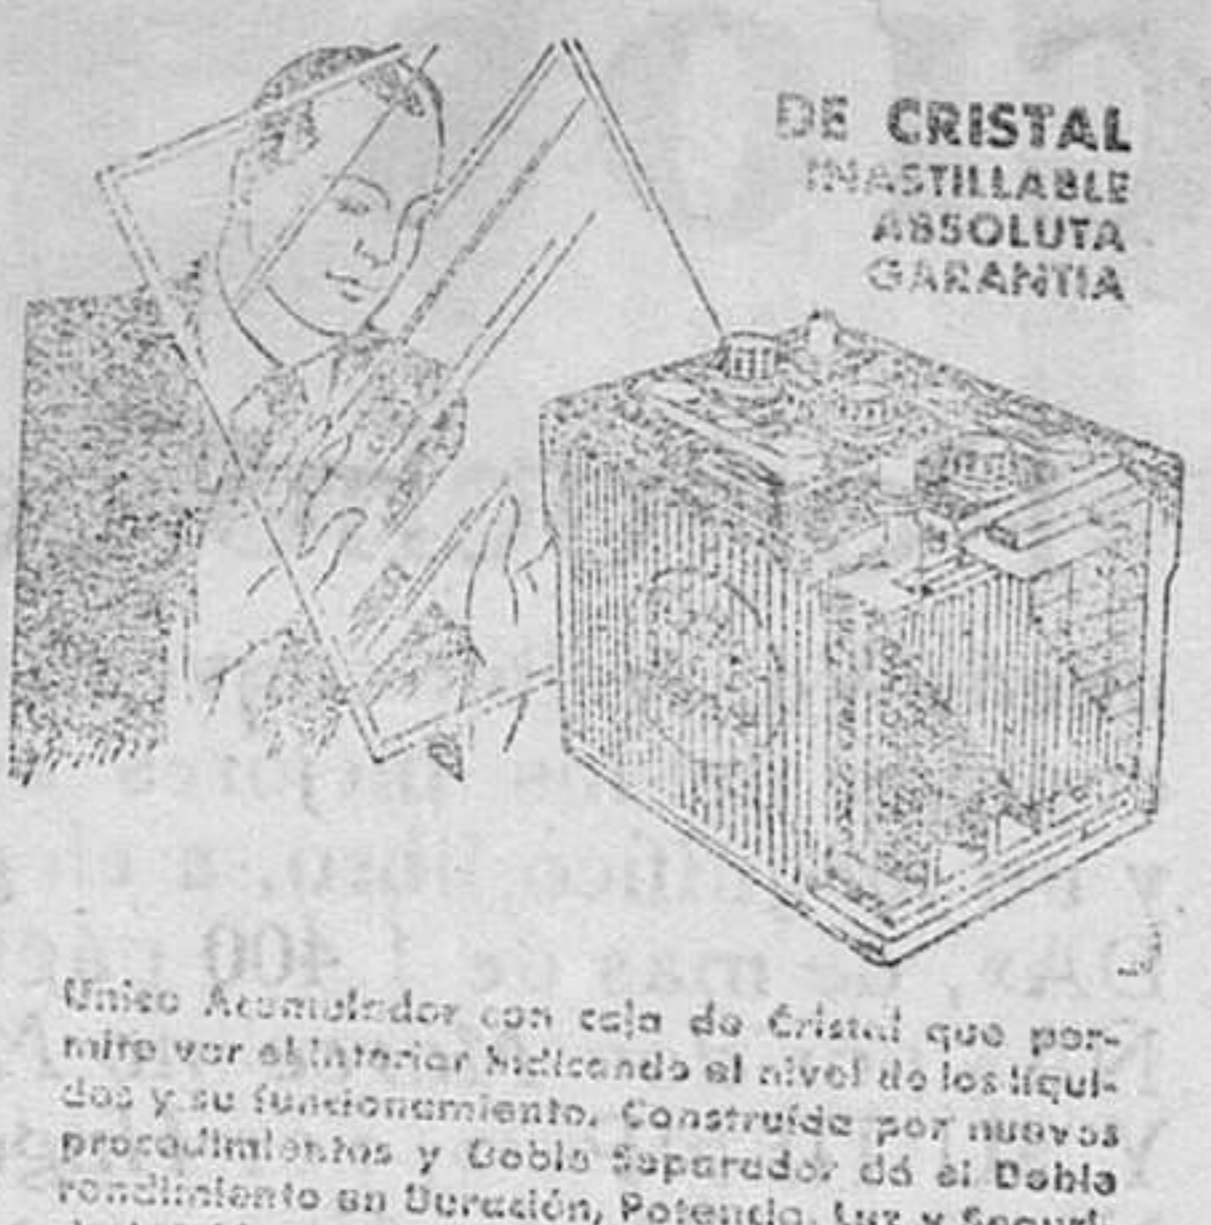 DE CRISTAL
INASTILLABLE
ABSOLUTA
GARANTIA
Unico Acumulador con caja de Cristal que per-
mite ver el interior indicando el nivel de los líqui-
dos y su funcionamiento. Construído por nuevos
procedimientos y Doble Separador dá el Doble
rendimiento en Duración, Potencia, Luz y Seguri-